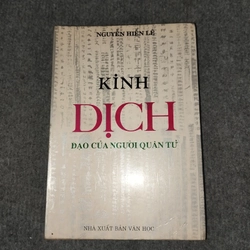 NGUYỄN HIẾN LÊ
KINH
DỊCH
ĐẠO CỦA NGƯỜI QUÂN TỬ
NHÀ XUẤT BẢN VĂN HỌC